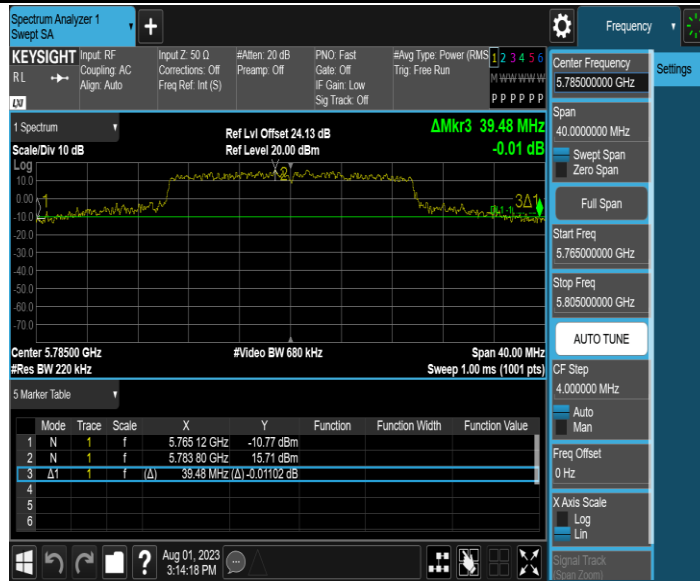 Spectrum Analyzer 1
Swept SA
+
Frequency
KEYSIGHT
Input: RF
Input Z: 50 Ω
#Atten: 20 dB
PNO: Fast
#Avg Type: Power (RMS
1 2 3 4 5 6
RL
Coupling: AC
Corrections: Off
Preamp: Off
Gate: Off
Trig: Free Run
M W W W W W
Align: Auto
Freq Ref: Int (S)
IF Gain: Low
Sig Track: Off
P P P P P P
LXI
Settings
1 Spectrum
Scale/Div 10 dB
Ref Lvl Offset 24.13 dB
Ref Level 20.00 dBm
ΔMkr3 39.48 MHz
-0.01 dB
Log
10.0
0.00
-10.0
-20.0
-30.0
-40.0
-50.0
-60.0
-70.0
1
2
3Δ1
Center 5.78500 GHz
#Video BW 680 kHz
Span 40.00 MHz
#Res BW 220 kHz
Sweep 1.00 ms (1001 pts)
5 Marker Table
Mode Trace Scale X Y Function Function Width Function Value
1 N 1 f 5.765 12 GHz -10.77 dBm
2 N 1 f 5.783 80 GHz 15.71 dBm
3 Δ1 1 f (Δ) 39.48 MHz (Δ) -0.01102 dB
4
5
6
Aug 01, 2023
3:14:18 PM
?
Center Frequency
5.785000000 GHz
Span
40.0000000 MHz
Swept Span
Zero Span
Full Span
Start Freq
5.765000000 GHz
Stop Freq
5.805000000 GHz
AUTO TUNE
CF Step
4.000000 MHz
Auto
Man
Freq Offset
0 Hz
X Axis Scale
Log
Lin
Signal Track
(Span Zoom)